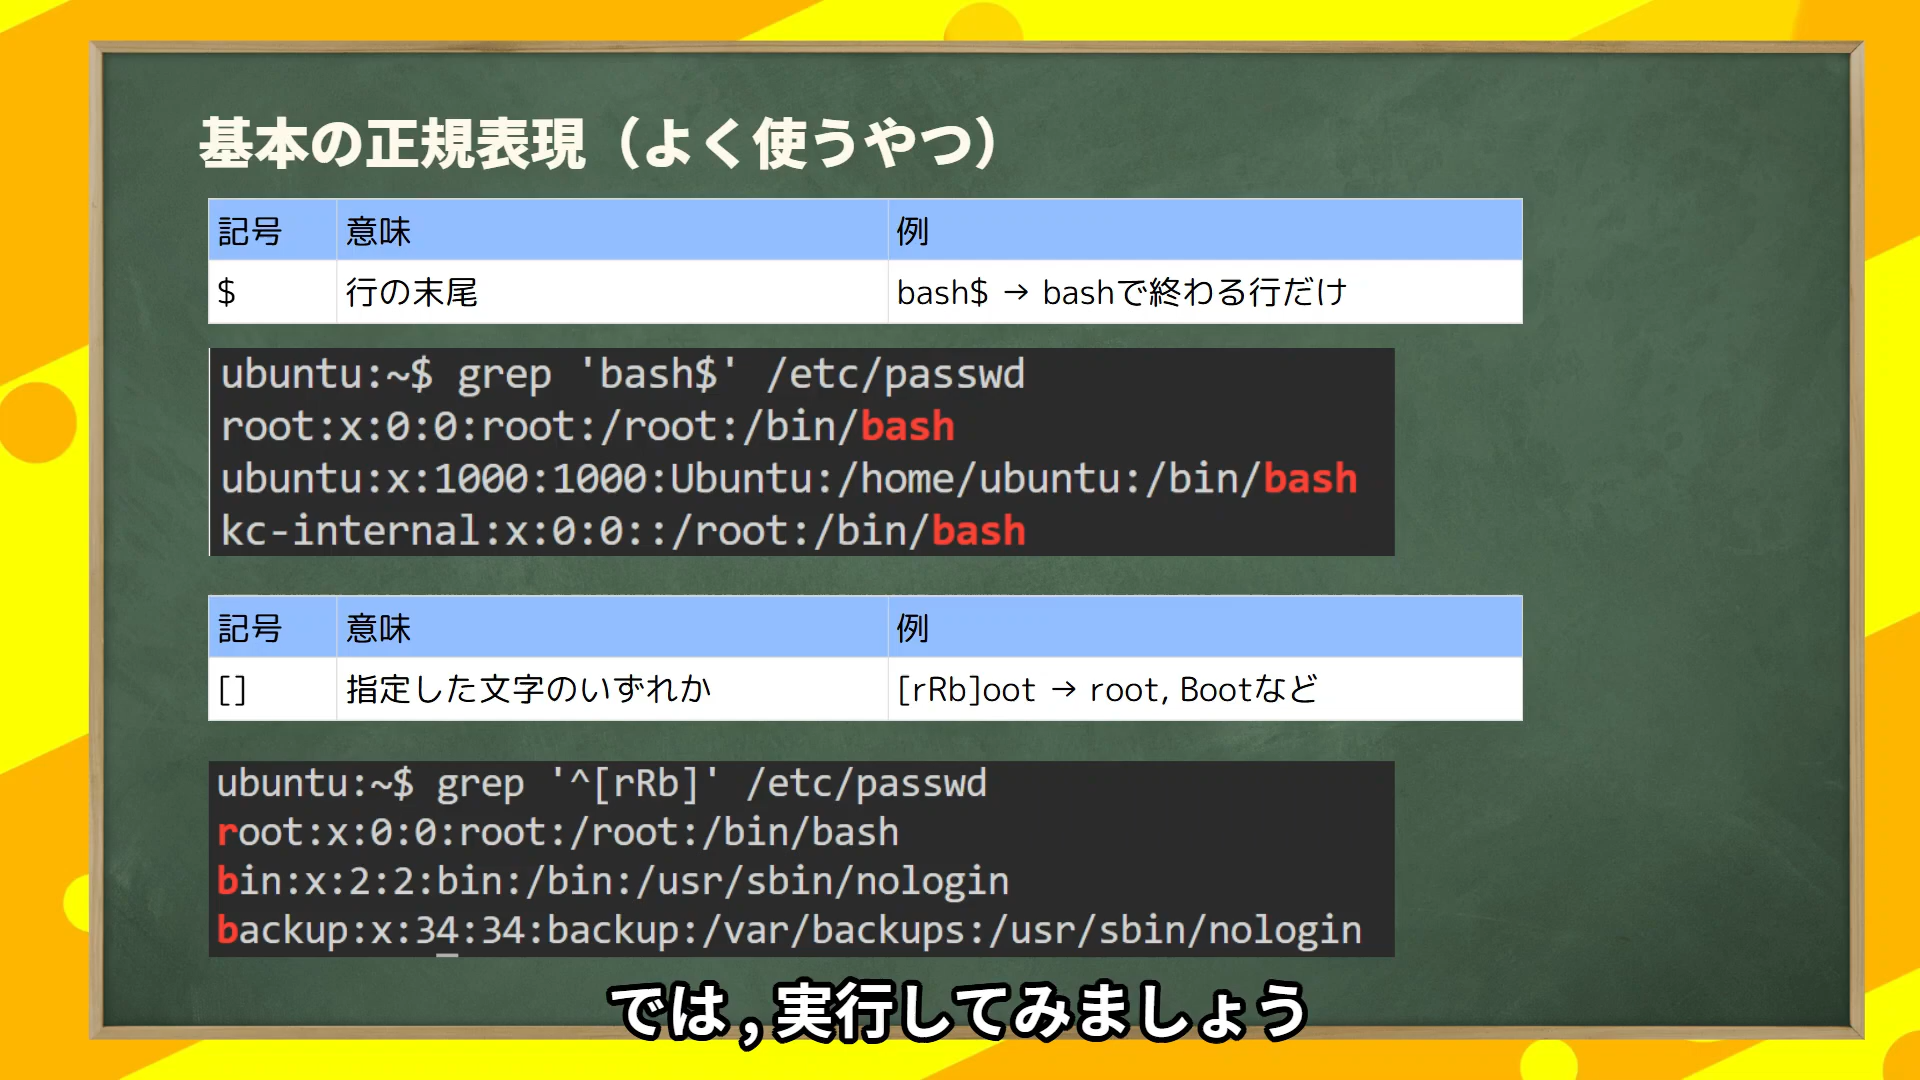 基本の正規表現（よく使うやつ）
記号 意味 例
$ 行の末尾 bash$ → bashで終わる行だけ
ubuntu:~$ grep 'bash$' /etc/passwd
root:x:0:0:root:/root:/bin/bash
ubuntu:x:1000:1000:Ubuntu:/home/ubuntu:/bin/bash
kc-internal:x:0:0::/root:/bin/bash
記号 意味 例
[] 指定した文字のいずれか [rRb]oot → root, Bootなど
ubuntu:~$ grep '^[rRb]' /etc/passwd
root:x:0:0:root:/root:/bin/bash
bin:x:2:2:bin:/bin:/usr/sbin/nologin
backup:x:34:34:backup:/var/backups:/usr/sbin/nologin
では,実行してみましょう